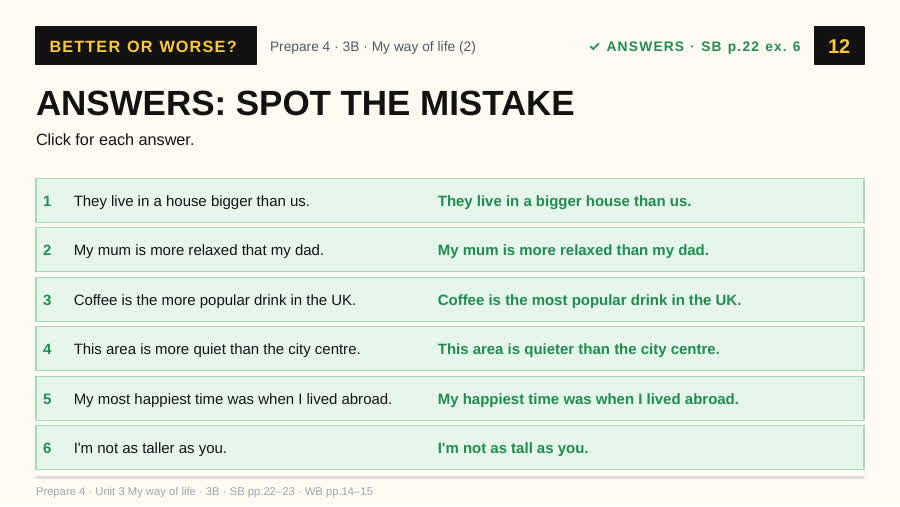 BETTER OR WORSE? Prepare 4 · 3B · My way of life (2) ✓ ANSWERS · SB p.22 ex. 6 12
ANSWERS: SPOT THE MISTAKE
Click for each answer.
1 They live in a house bigger than us. They live in a bigger house than us.
2 My mum is more relaxed that my dad. My mum is more relaxed than my dad.
3 Coffee is the more popular drink in the UK. Coffee is the most popular drink in the UK.
4 This area is more quiet than the city centre. This area is quieter than the city centre.
5 My most happiest time was when I lived abroad. My happiest time was when I lived abroad.
6 I'm not as taller as you. I'm not as tall as you.
Prepare 4 · Unit 3 My way of life · 3B · SB pp.22–23 · WB pp.14–15